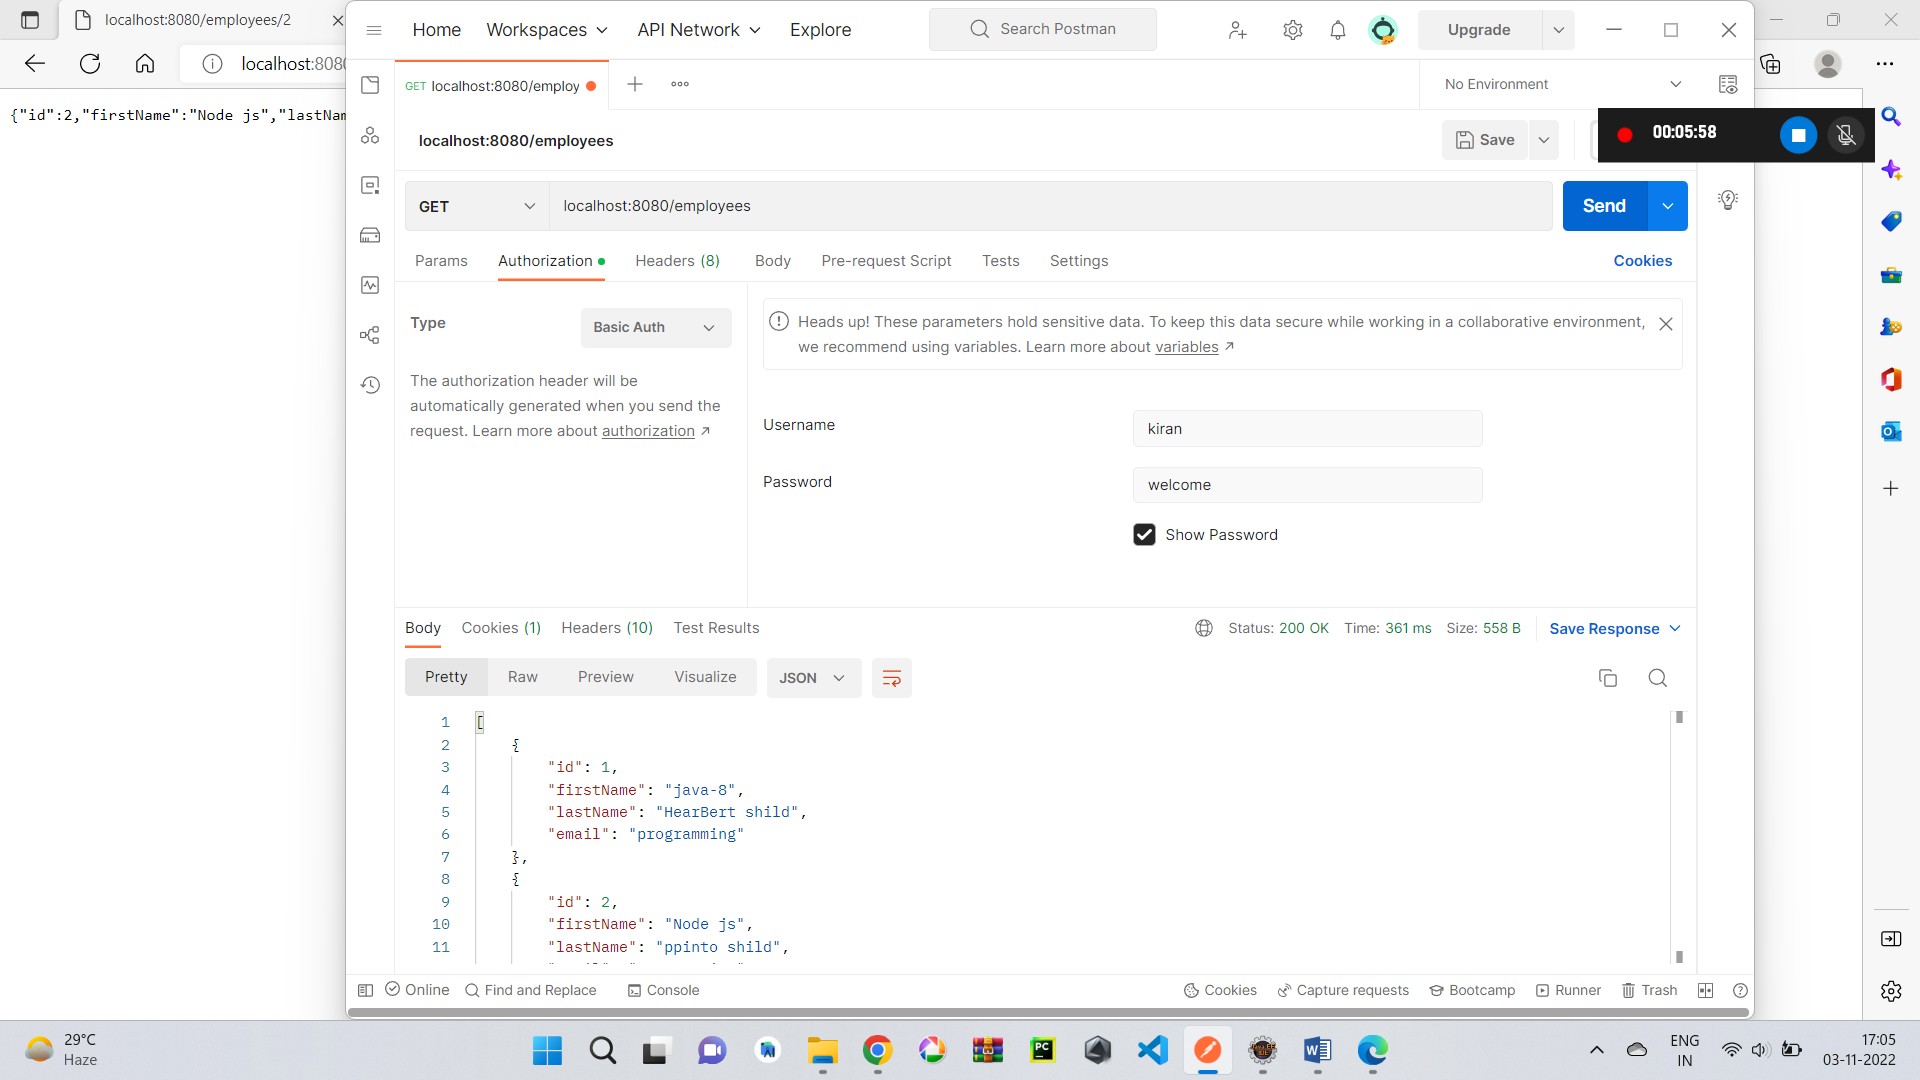 localhost:8080/employees/2
localhost:8080
{"id":2,"firstName":"Node js","lastNam
Home Workspaces API Network Explore
Search Postman
Upgrade
GET localhost:8080/employ
No Environment
localhost:8080/employees
Save
00:05:58
GET
localhost:8080/employees
Send
Params Authorization Headers (8) Body Pre-request Script Tests Settings
Cookies
Type
Basic Auth
The authorization header will be
automatically generated when you send the
request. Learn more about authorization ↗
Heads up! These parameters hold sensitive data. To keep this data secure while working in a collaborative environment,
we recommend using variables. Learn more about variables ↗
Username
kiran
Password
welcome
Show Password
Body Cookies (1) Headers (10) Test Results
Status: 200 OK Time: 361 ms Size: 558 B
Save Response
Pretty Raw Preview Visualize
JSON
1 [
2 {
3 "id": 1,
4 "firstName": "java-8",
5 "lastName": "HearBert shild",
6 "email": "programming"
7 },
8 {
9 "id": 2,
10 "firstName": "Node js",
11 "lastName": "ppinto shild",
Online Find and Replace Console
Cookies Capture requests Bootcamp Runner Trash
29°C
Haze
PC
ENG
IN
17:05
03-11-2022